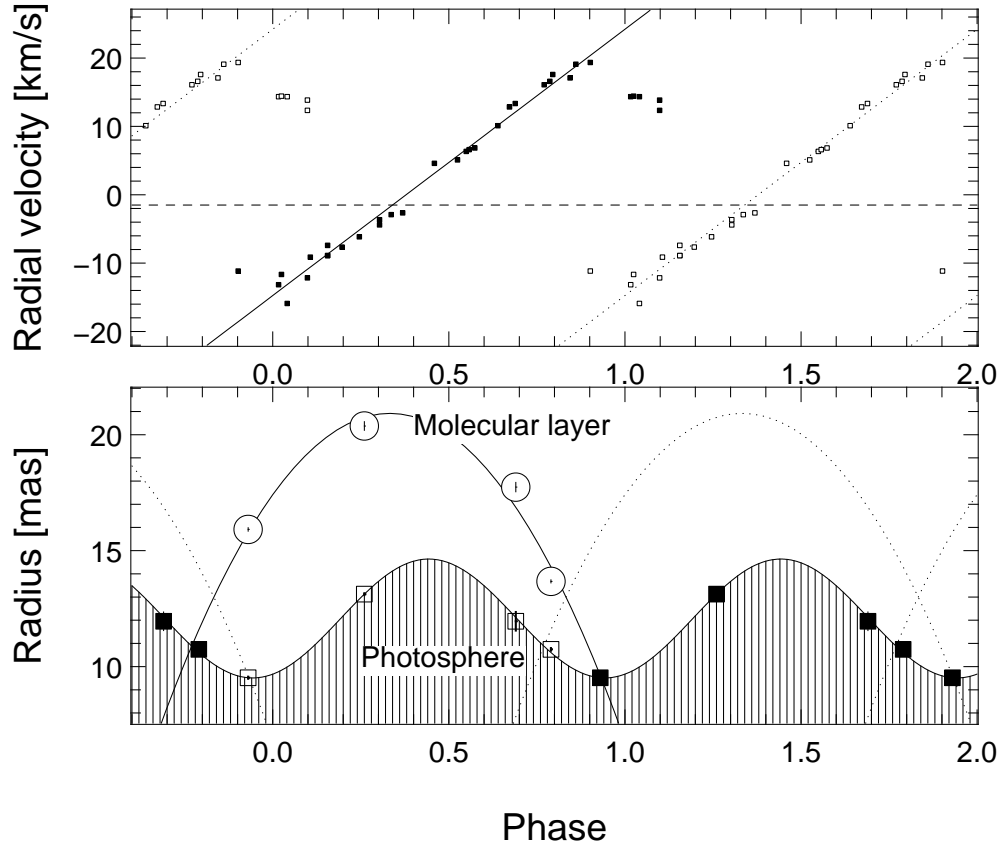 Radial velocity [km/s]
20
10
0
−10
−20
0.0 0.5 1.0 1.5 2.0
Radius [mas]
20
15
10
Molecular layer
Photosphere
0.0 0.5 1.0 1.5 2.0
Phase